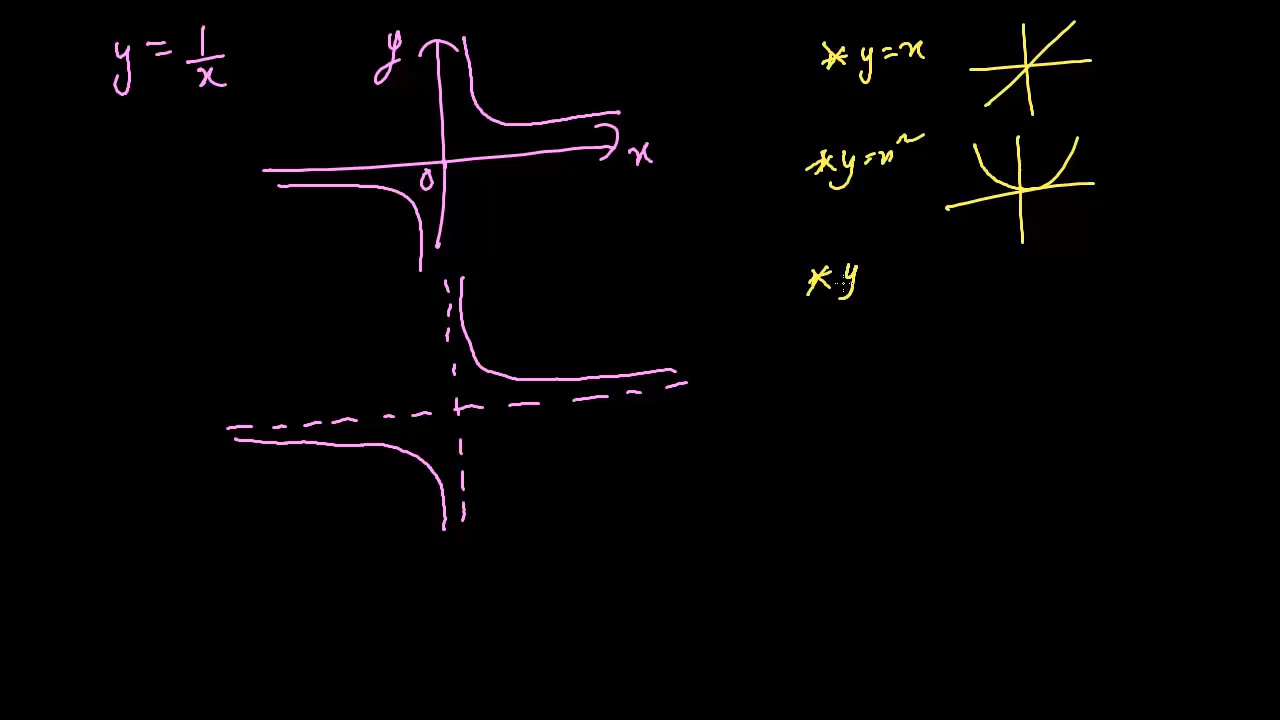 y = 1/x
y
x
0
* y = x
* y = x²
* y